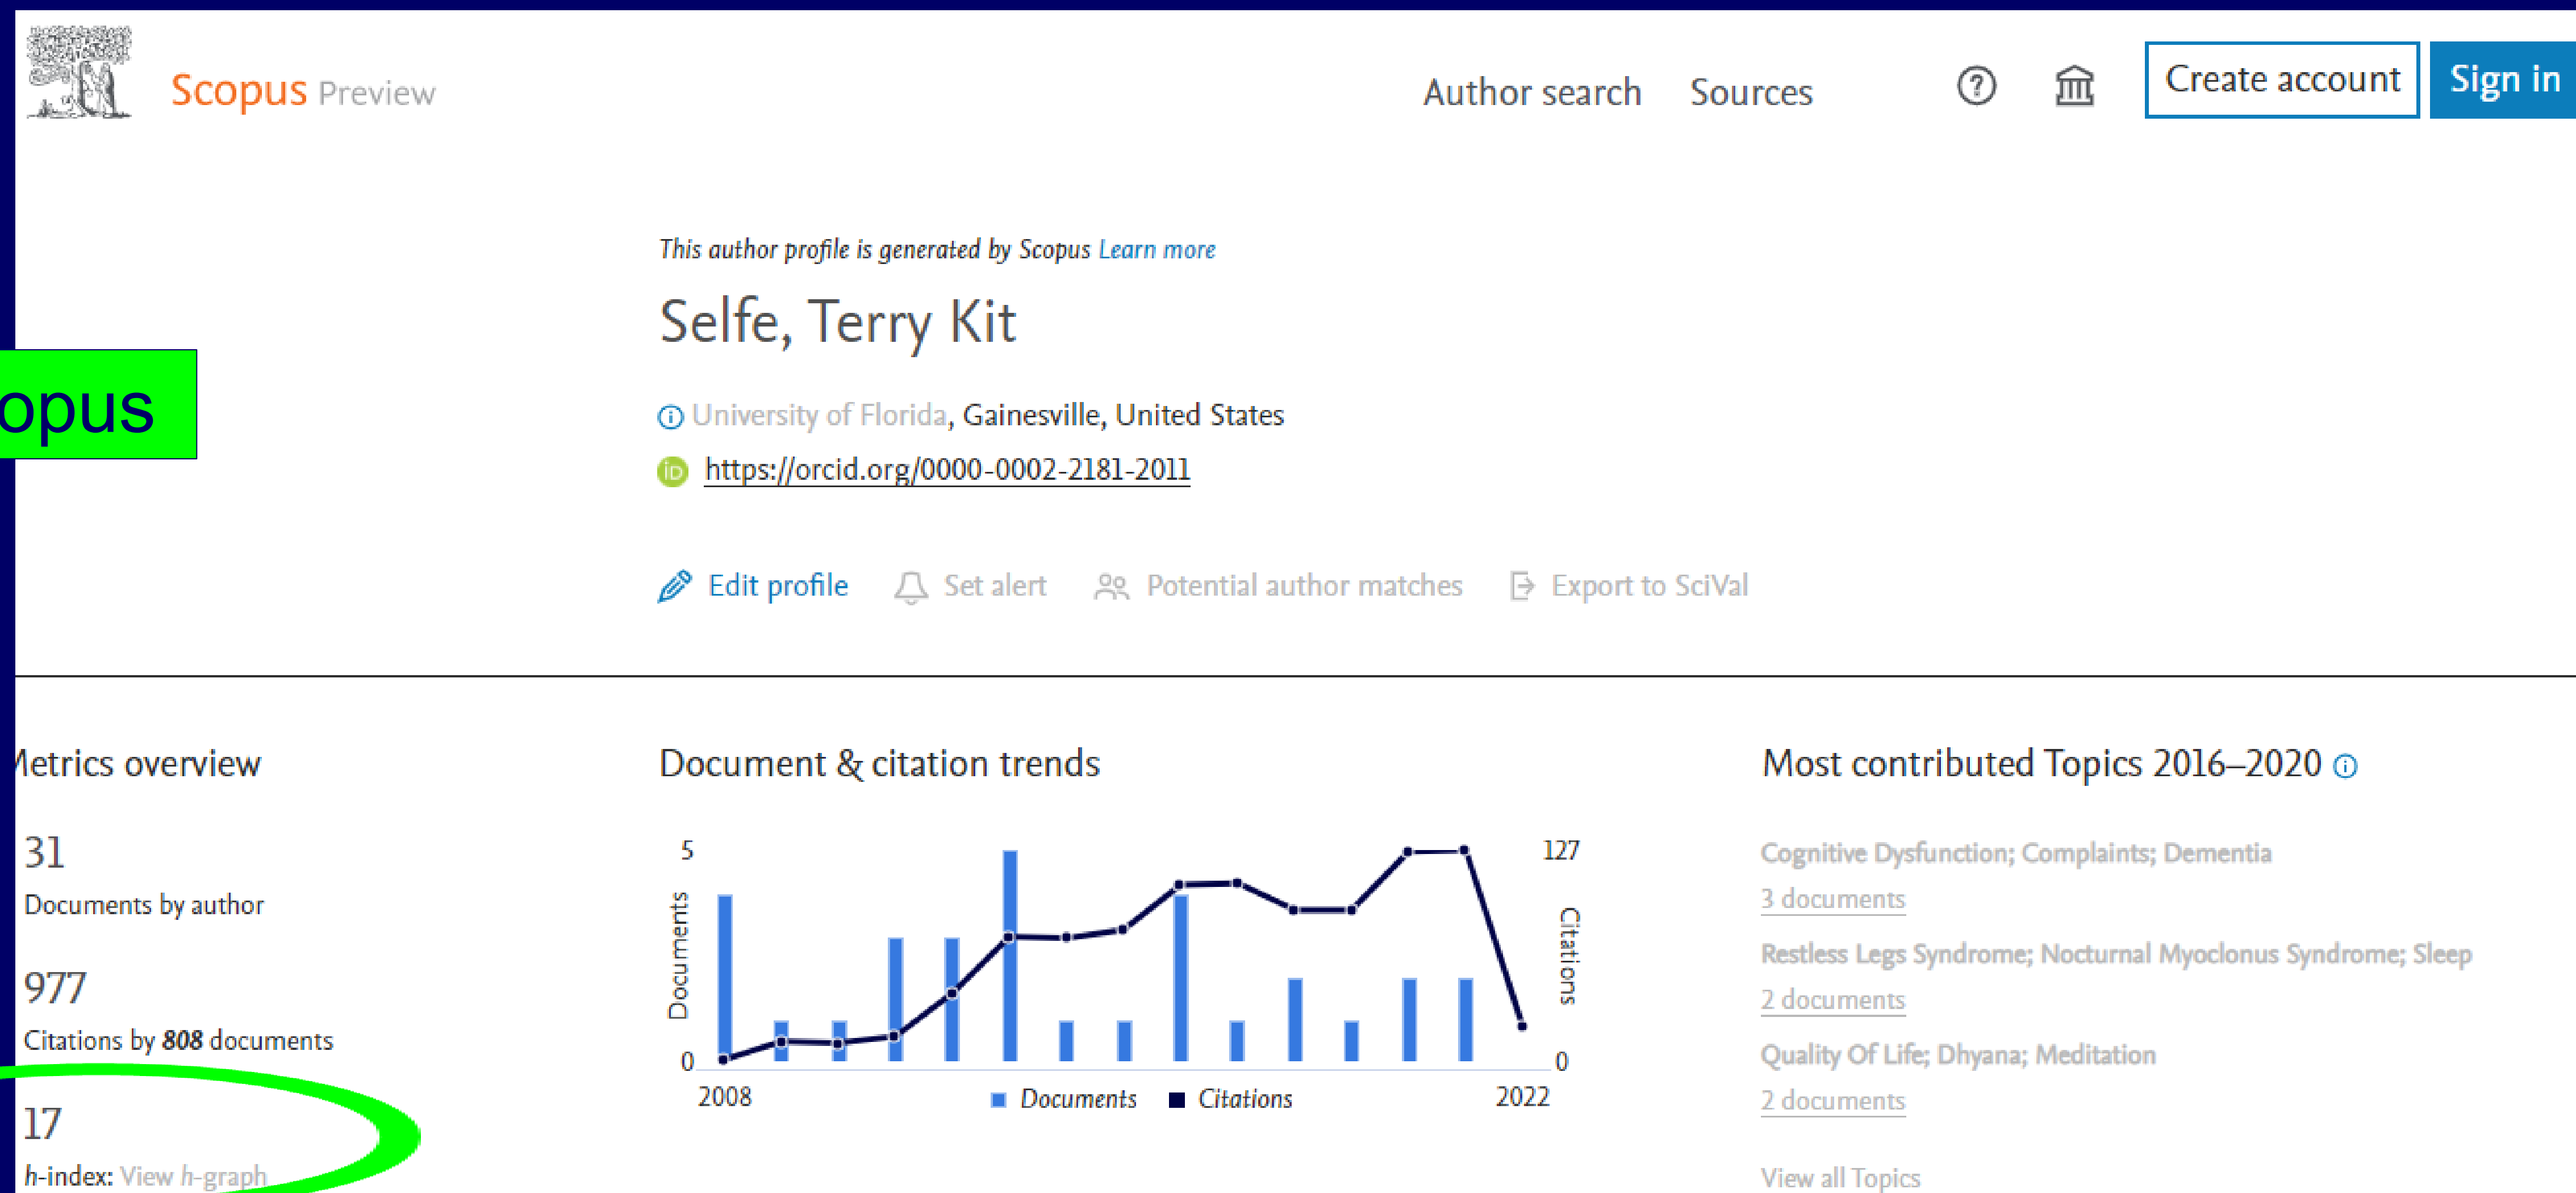 Scopus Preview
Author search Sources
Create account Sign in
This author profile is generated by Scopus Learn more
Selfe, Terry Kit
opus
University of Florida, Gainesville, United States
iD https://orcid.org/0000-0002-2181-2011
Edit profile Set alert Potential author matches Export to SciVal
Metrics overview
31
Documents by author
977
Citations by 808 documents
17
h-index: View h-graph
Document & citation trends
5
127
Documents
Citations
0
0
2008
2022
Documents Citations
Most contributed Topics 2016–2020
Cognitive Dysfunction; Complaints; Dementia
3 documents
Restless Legs Syndrome; Nocturnal Myoclonus Syndrome; Sleep
2 documents
Quality Of Life; Dhyana; Meditation
2 documents
View all Topics